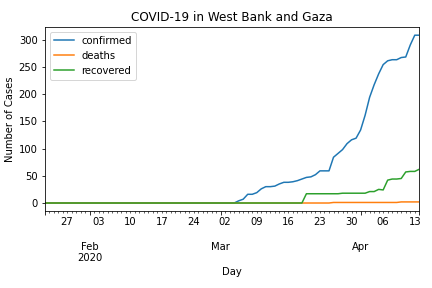 COVID-19 in West Bank and Gaza
confirmed
deaths
recovered
Number of Cases
300
250
200
150
100
50
0
27 03 10 17 24 02 09 16 23 30 06 13
Feb Mar Apr
2020
Day